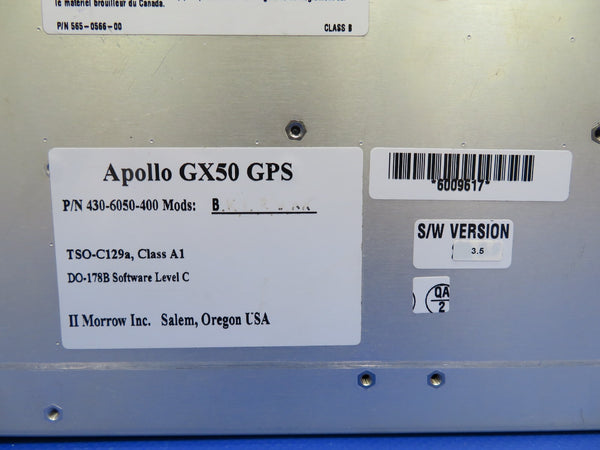 le matériel brouilleur du Canada.
P/N 565-0566-00 CLASS B
Apollo GX50 GPS
P/N 430-6050-400 Mods: B
TSO-C129a, Class A1
DO-178B Software Level C
II Morrow Inc. Salem, Oregon USA
*6009617*
S/W VERSION
3.5
QA
2